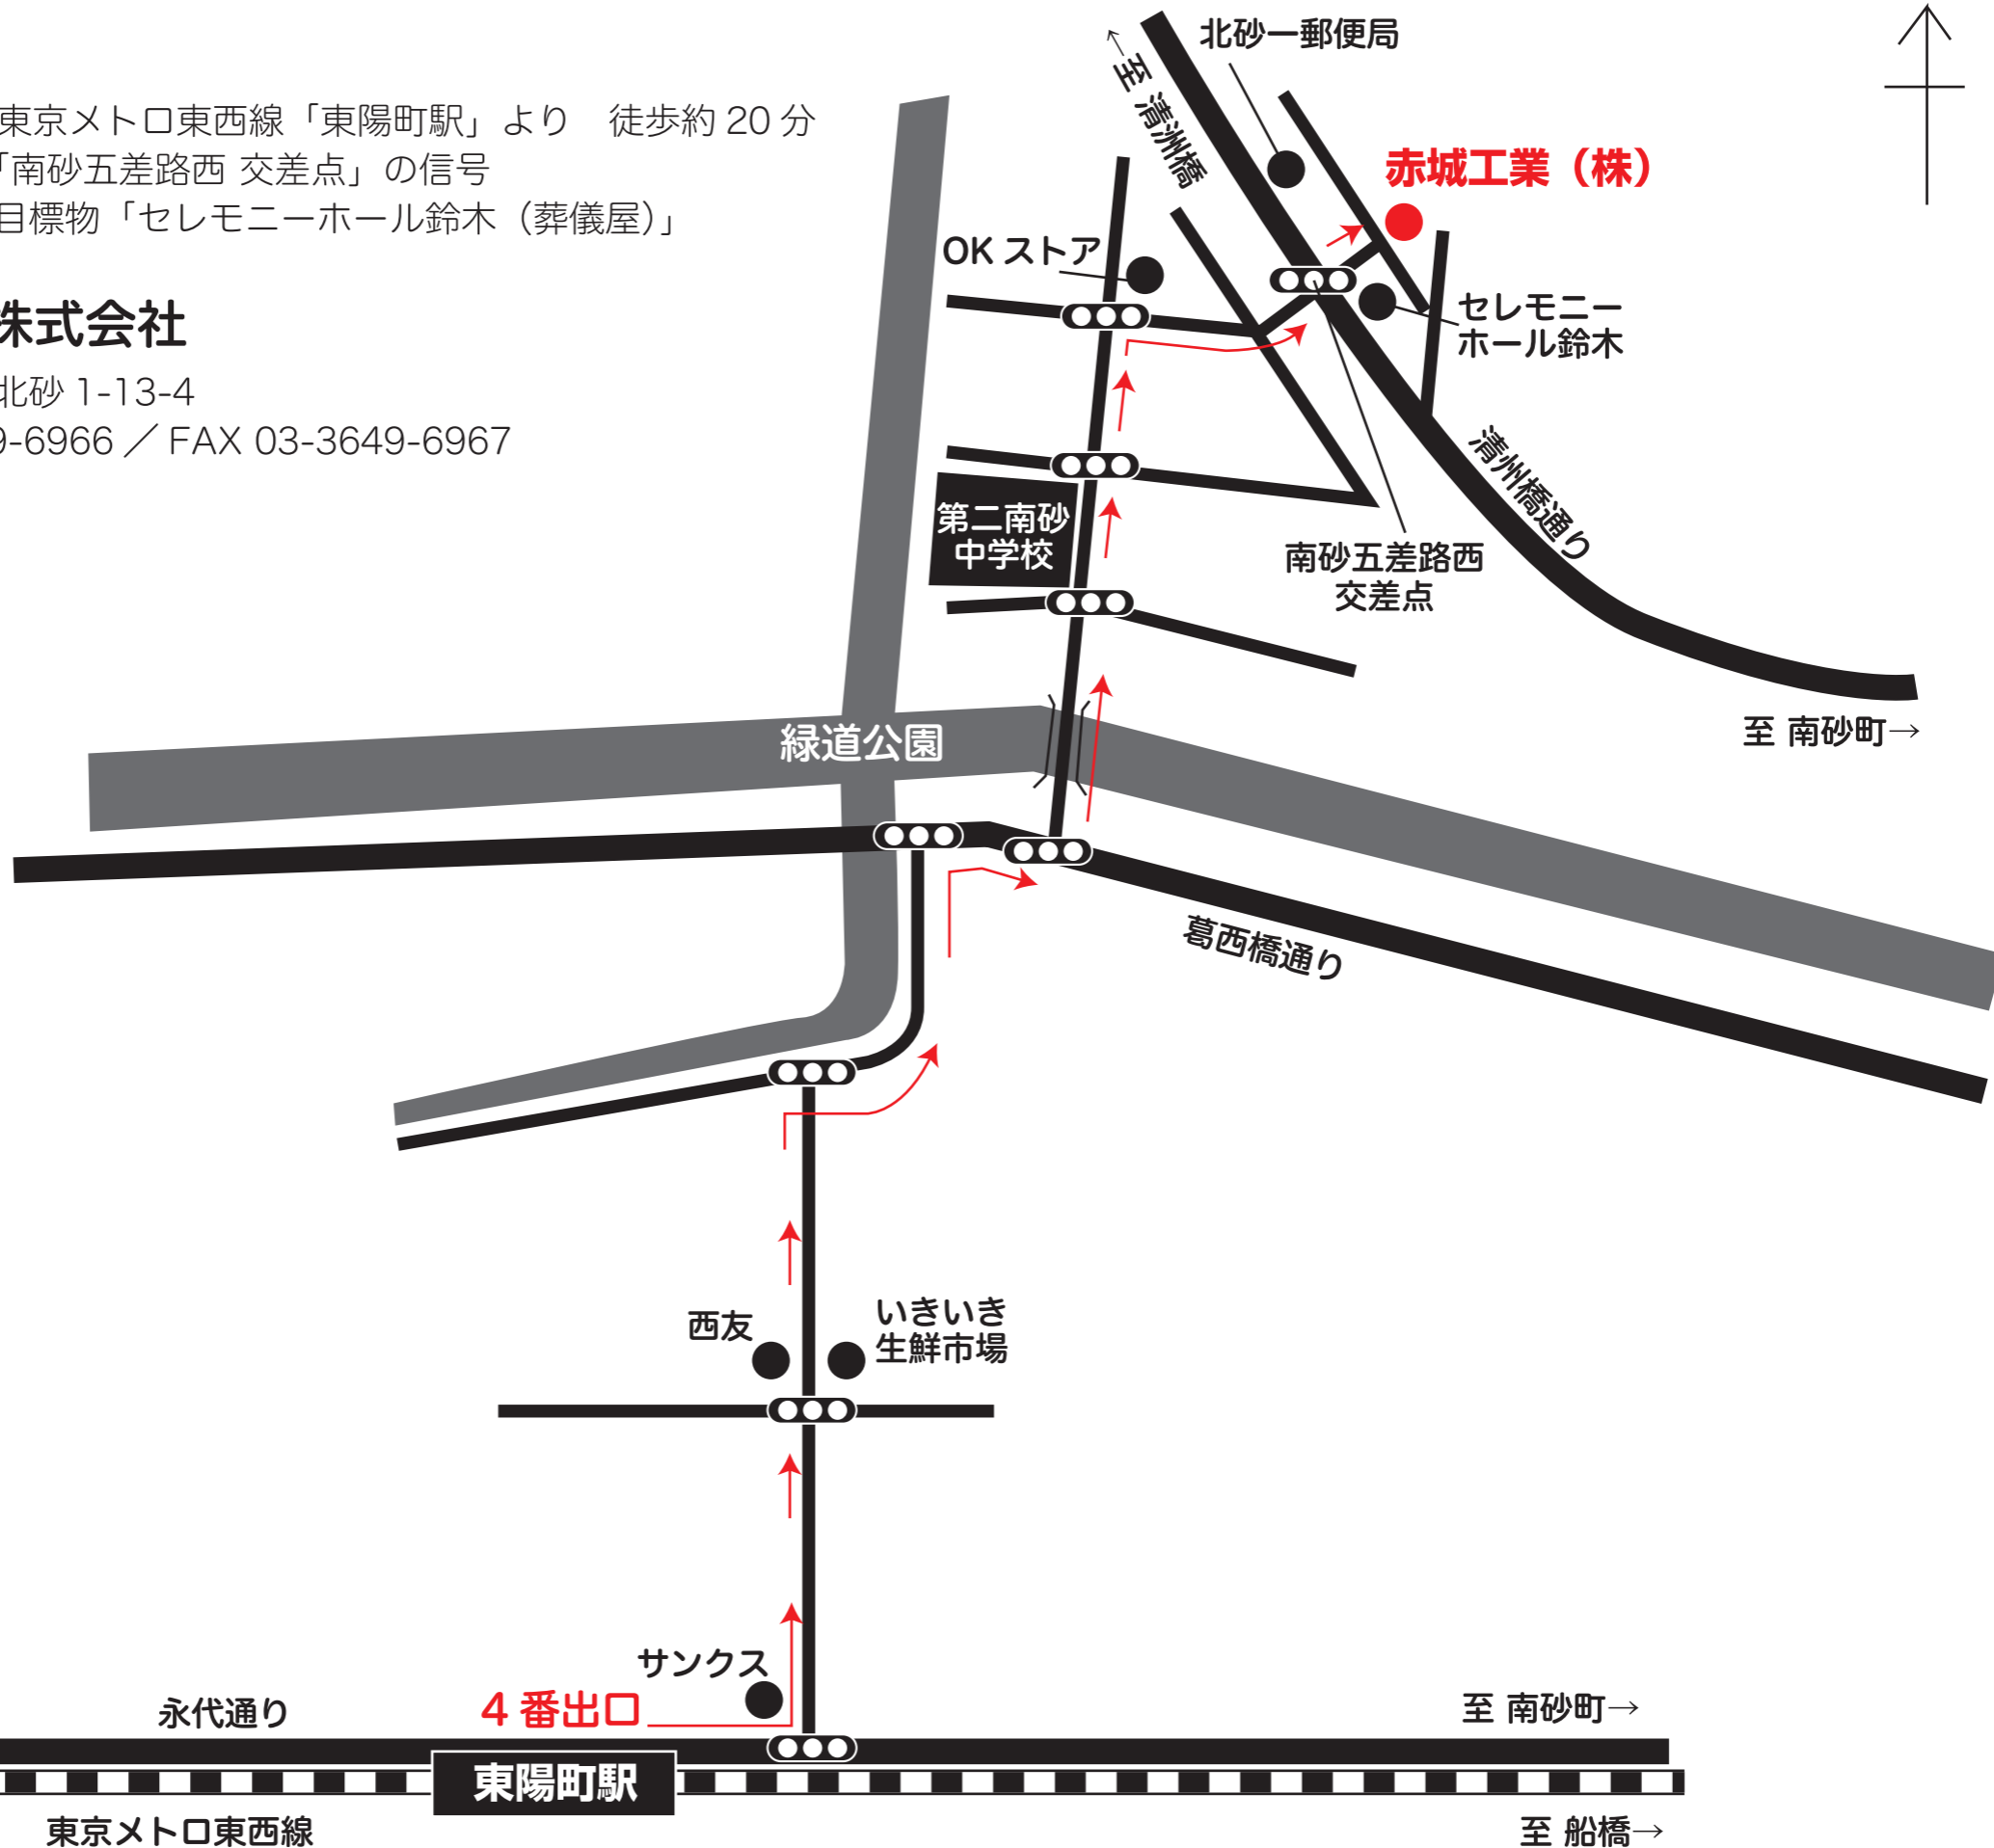 東京メトロ東西線「東陽町駅」より　徒歩約 20 分
「南砂五差路西 交差点」の信号
目標物「セレモニーホール鈴木（葬儀屋）」
株式会社
北砂 1-13-4
9-6966 ／ FAX 03-3649-6967
北砂一郵便局
←至 清洲橋
赤城工業（株）
OK ストア
セレモニー
ホール鈴木
清州橋通り
第二南砂
中学校
南砂五差路西
交差点
至 南砂町→
緑道公園
葛西橋通り
西友
いきいき
生鮮市場
サンクス
4 番出口
永代通り
至 南砂町→
東陽町駅
東京メトロ東西線
至 船橋→